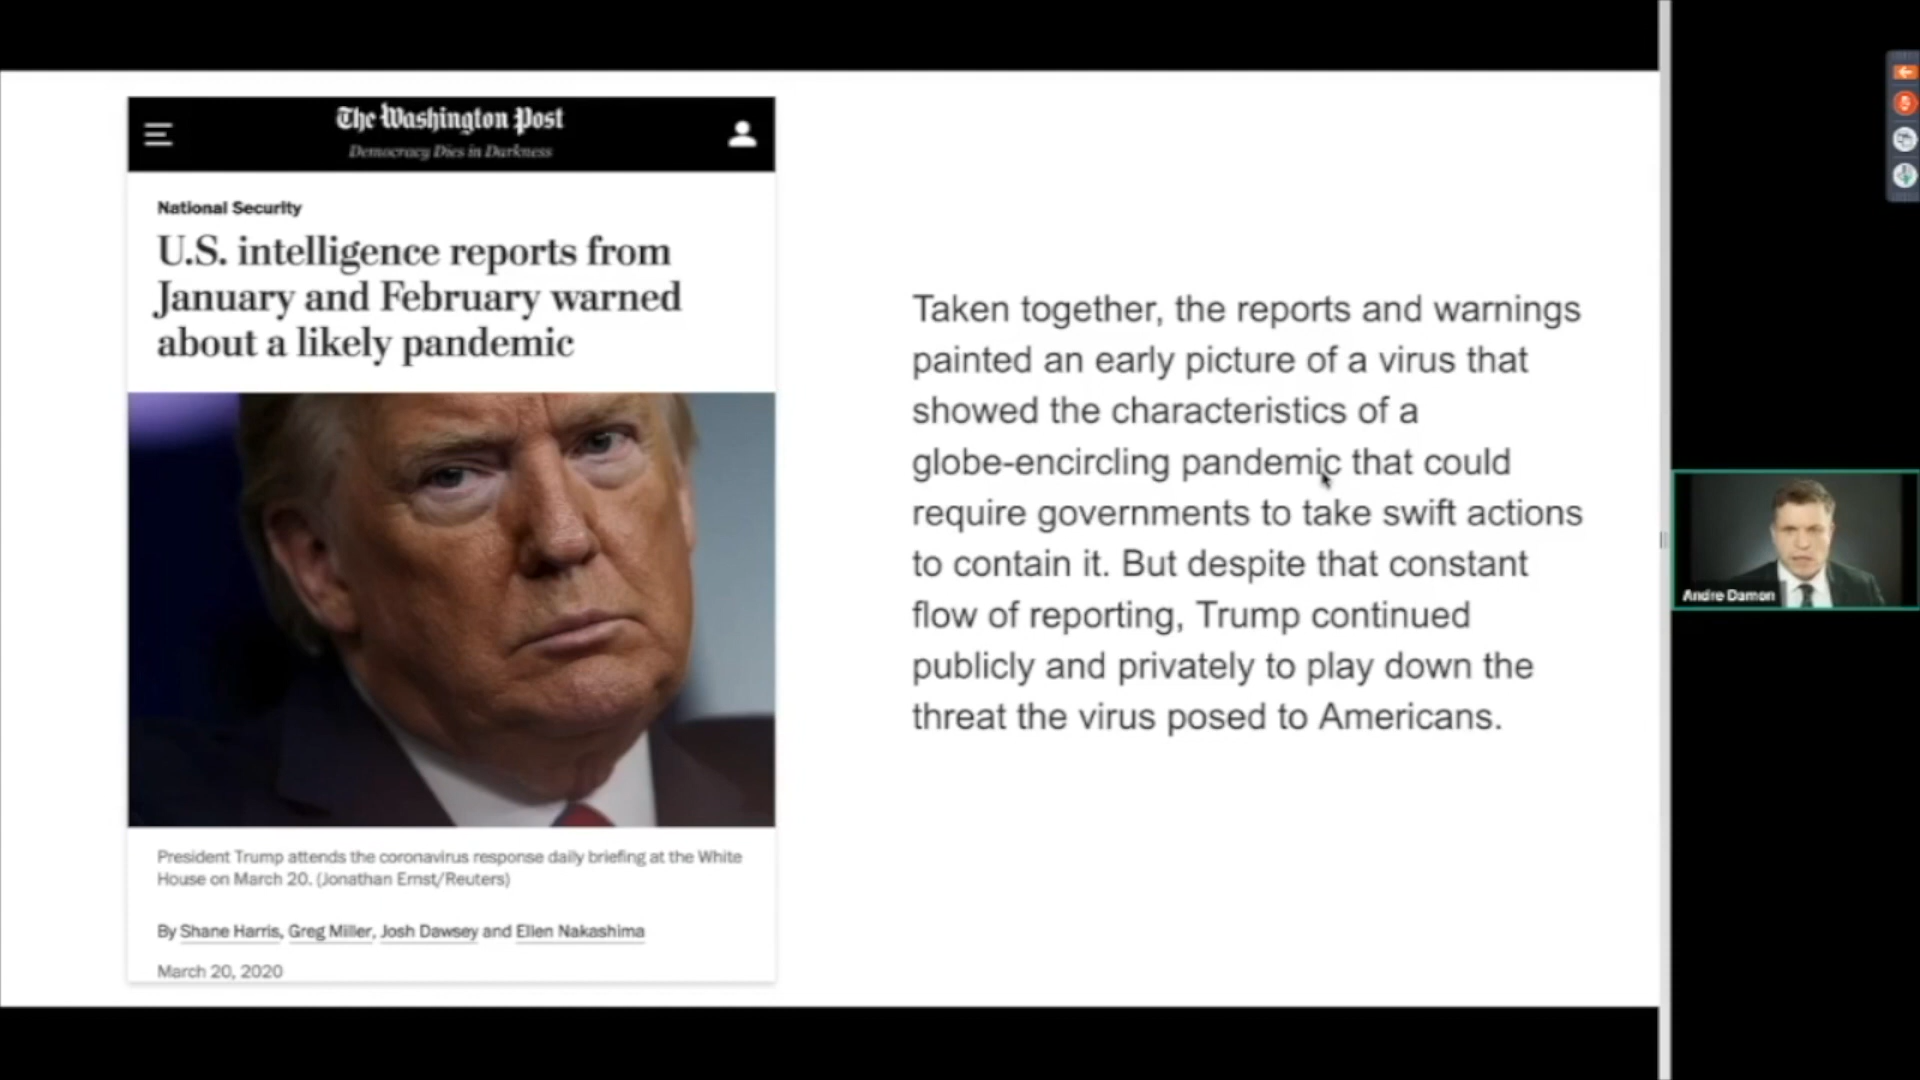 The Washington Post
Democracy Dies in Darkness
National Security
U.S. intelligence reports from
January and February warned
about a likely pandemic
President Trump attends the coronavirus response daily briefing at the White
House on March 20. (Jonathan Ernst/Reuters)
By Shane Harris, Greg Miller, Josh Dawsey and Ellen Nakashima
March 20, 2020
Taken together, the reports and warnings
painted an early picture of a virus that
showed the characteristics of a
globe-encircling pandemic that could
require governments to take swift actions
to contain it. But despite that constant
flow of reporting, Trump continued
publicly and privately to play down the
threat the virus posed to Americans.
Andre Damon